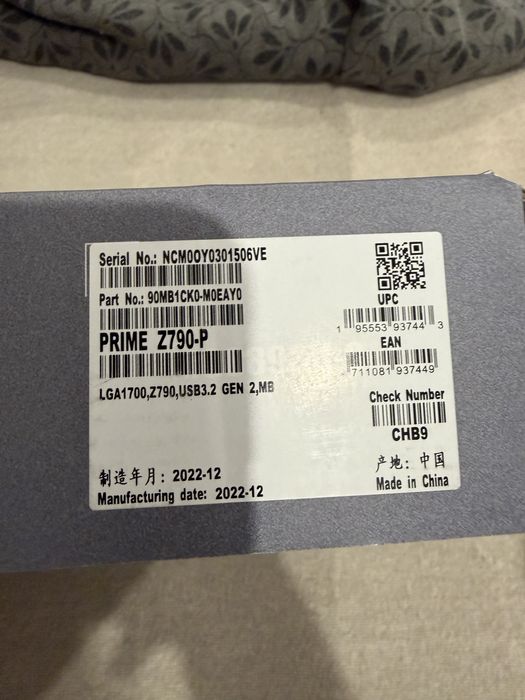 Serial No.: NCM0OY0301506VE
Part No.: 90MB1CK0-M0EAY0
UPC
1 95553 93744 3
PRIME Z790-P
EAN
4 711081 937449
LGA1700,Z790,USB3.2 GEN 2,MB
Check Number
CHB9
制造年月: 2022-12
产地: 中国
Manufacturing date: 2022-12
Made in China